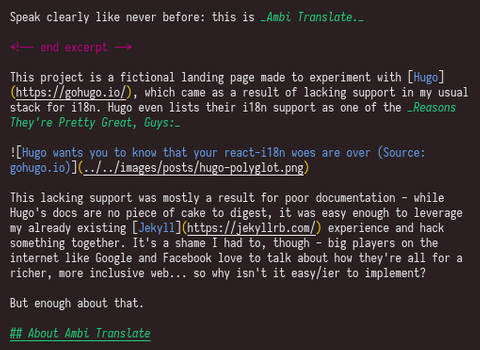 Speak clearly like never before: this is _Ambi Translate._
<!-- end excerpt -->
This project is a fictional landing page made to experiment with [Hugo]
(https://gohugo.io/), which came as a result of lacking support in my usual
stack for i18n. Hugo even lists their i18n support as one of the _Reasons
They're Pretty Great, Guys:_
![Hugo wants you to know that your react-i18n woes are over (Source:
gohugo.io)](../../images/posts/hugo-polyglot.png)
This lacking support was mostly a result for poor documentation – while
Hugo's docs are no piece of cake to digest, it was easy enough to leverage
my already existing [Jekyll](https://jekyllrb.com/) experience and hack
something together. It's a shame I had to, though – big players on the
internet like Google and Facebook love to talk about how they're all for a
richer, more inclusive web... so why isn't it easy/ier to implement?
But enough about that.
## About Ambi Translate